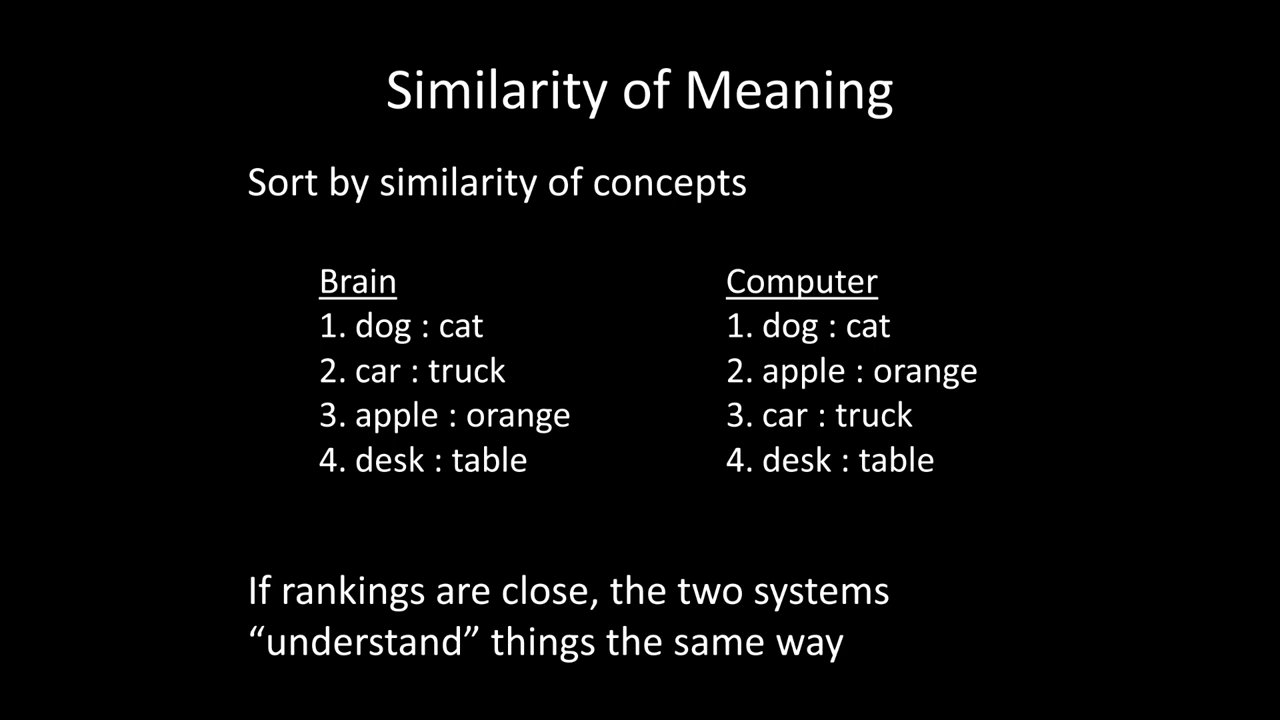 Similarity of Meaning
Sort by similarity of concepts
Brain
1. dog : cat
2. car : truck
3. apple : orange
4. desk : table
Computer
1. dog : cat
2. apple : orange
3. car : truck
4. desk : table
If rankings are close, the two systems
“understand” things the same way